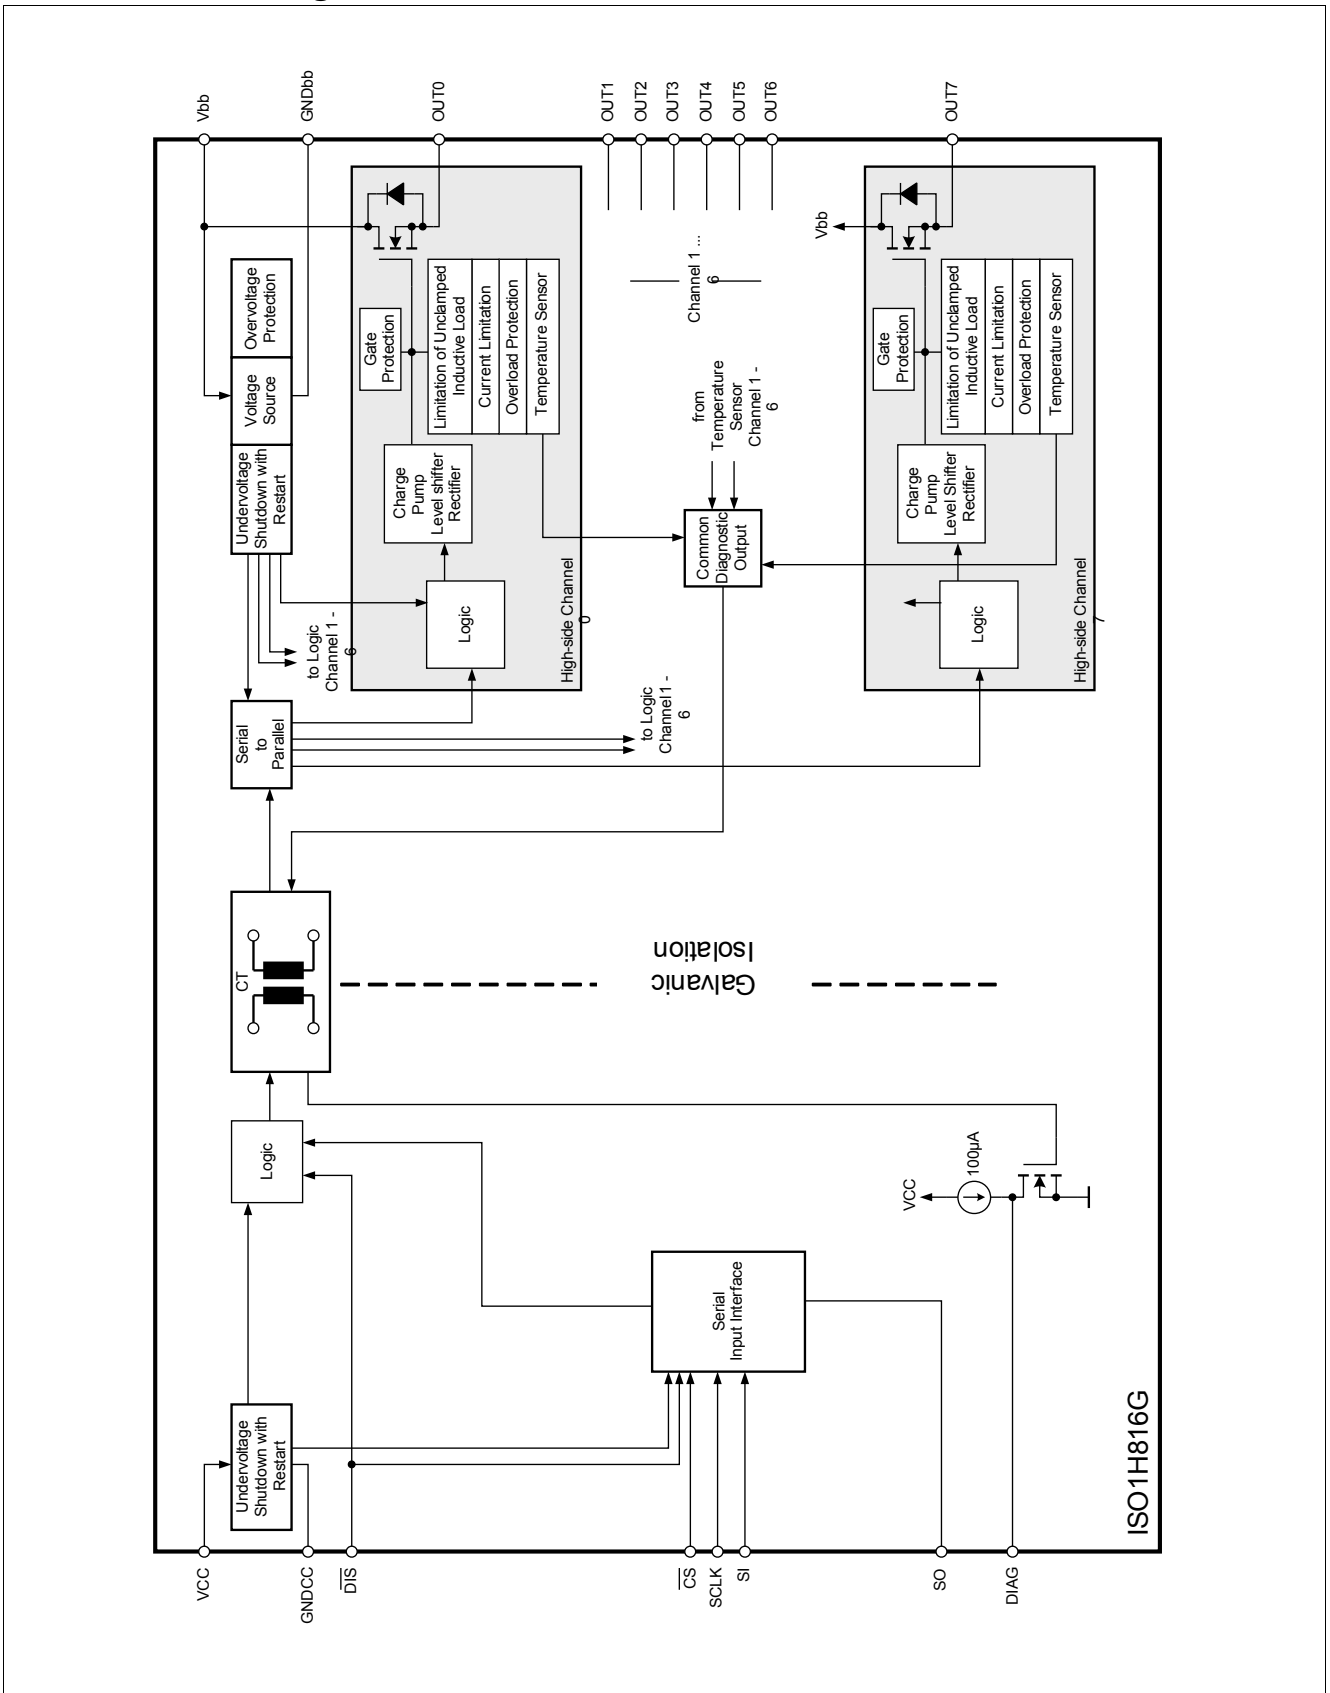 VCC
GNDCC
DIS
CS
SCLK
SI
SO
DIAG
Undervoltage
Shutdown with
Restart
Serial
Input Interface
VCC
100µA
ISO1H816G
Logic
CT
Galvanic
Isolation
Serial
to
Parallel
to Logic
Channel 1 -
6
to Logic
Channel1 -
6
Undervoltage
Shutdown with
Restart
Voltage
Source
Overvoltage
Protection
Logic
Charge
Pump
Level shifter
Rectifier
Gate
Protection
Limitation of Unclamped
Inductive Load
Current Limitation
Overload Protection
Temperature Sensor
High-side Channel
0
Common
Diagnostic
Output
from
Temperature
Sensor
Channel 1 -
6
Channel 1 ...
6
Logic
Charge
Pump
Level Shifter
Rectifier
Gate
Protection
Limitation of Unclamped
Inductive Load
Current Limitation
Overload Protection
Temperature Sensor
High-side Channel
7
Vbb
Vbb
GNDbb
OUT0
OUT1
OUT2
OUT3
OUT4
OUT5
OUT6
OUT7